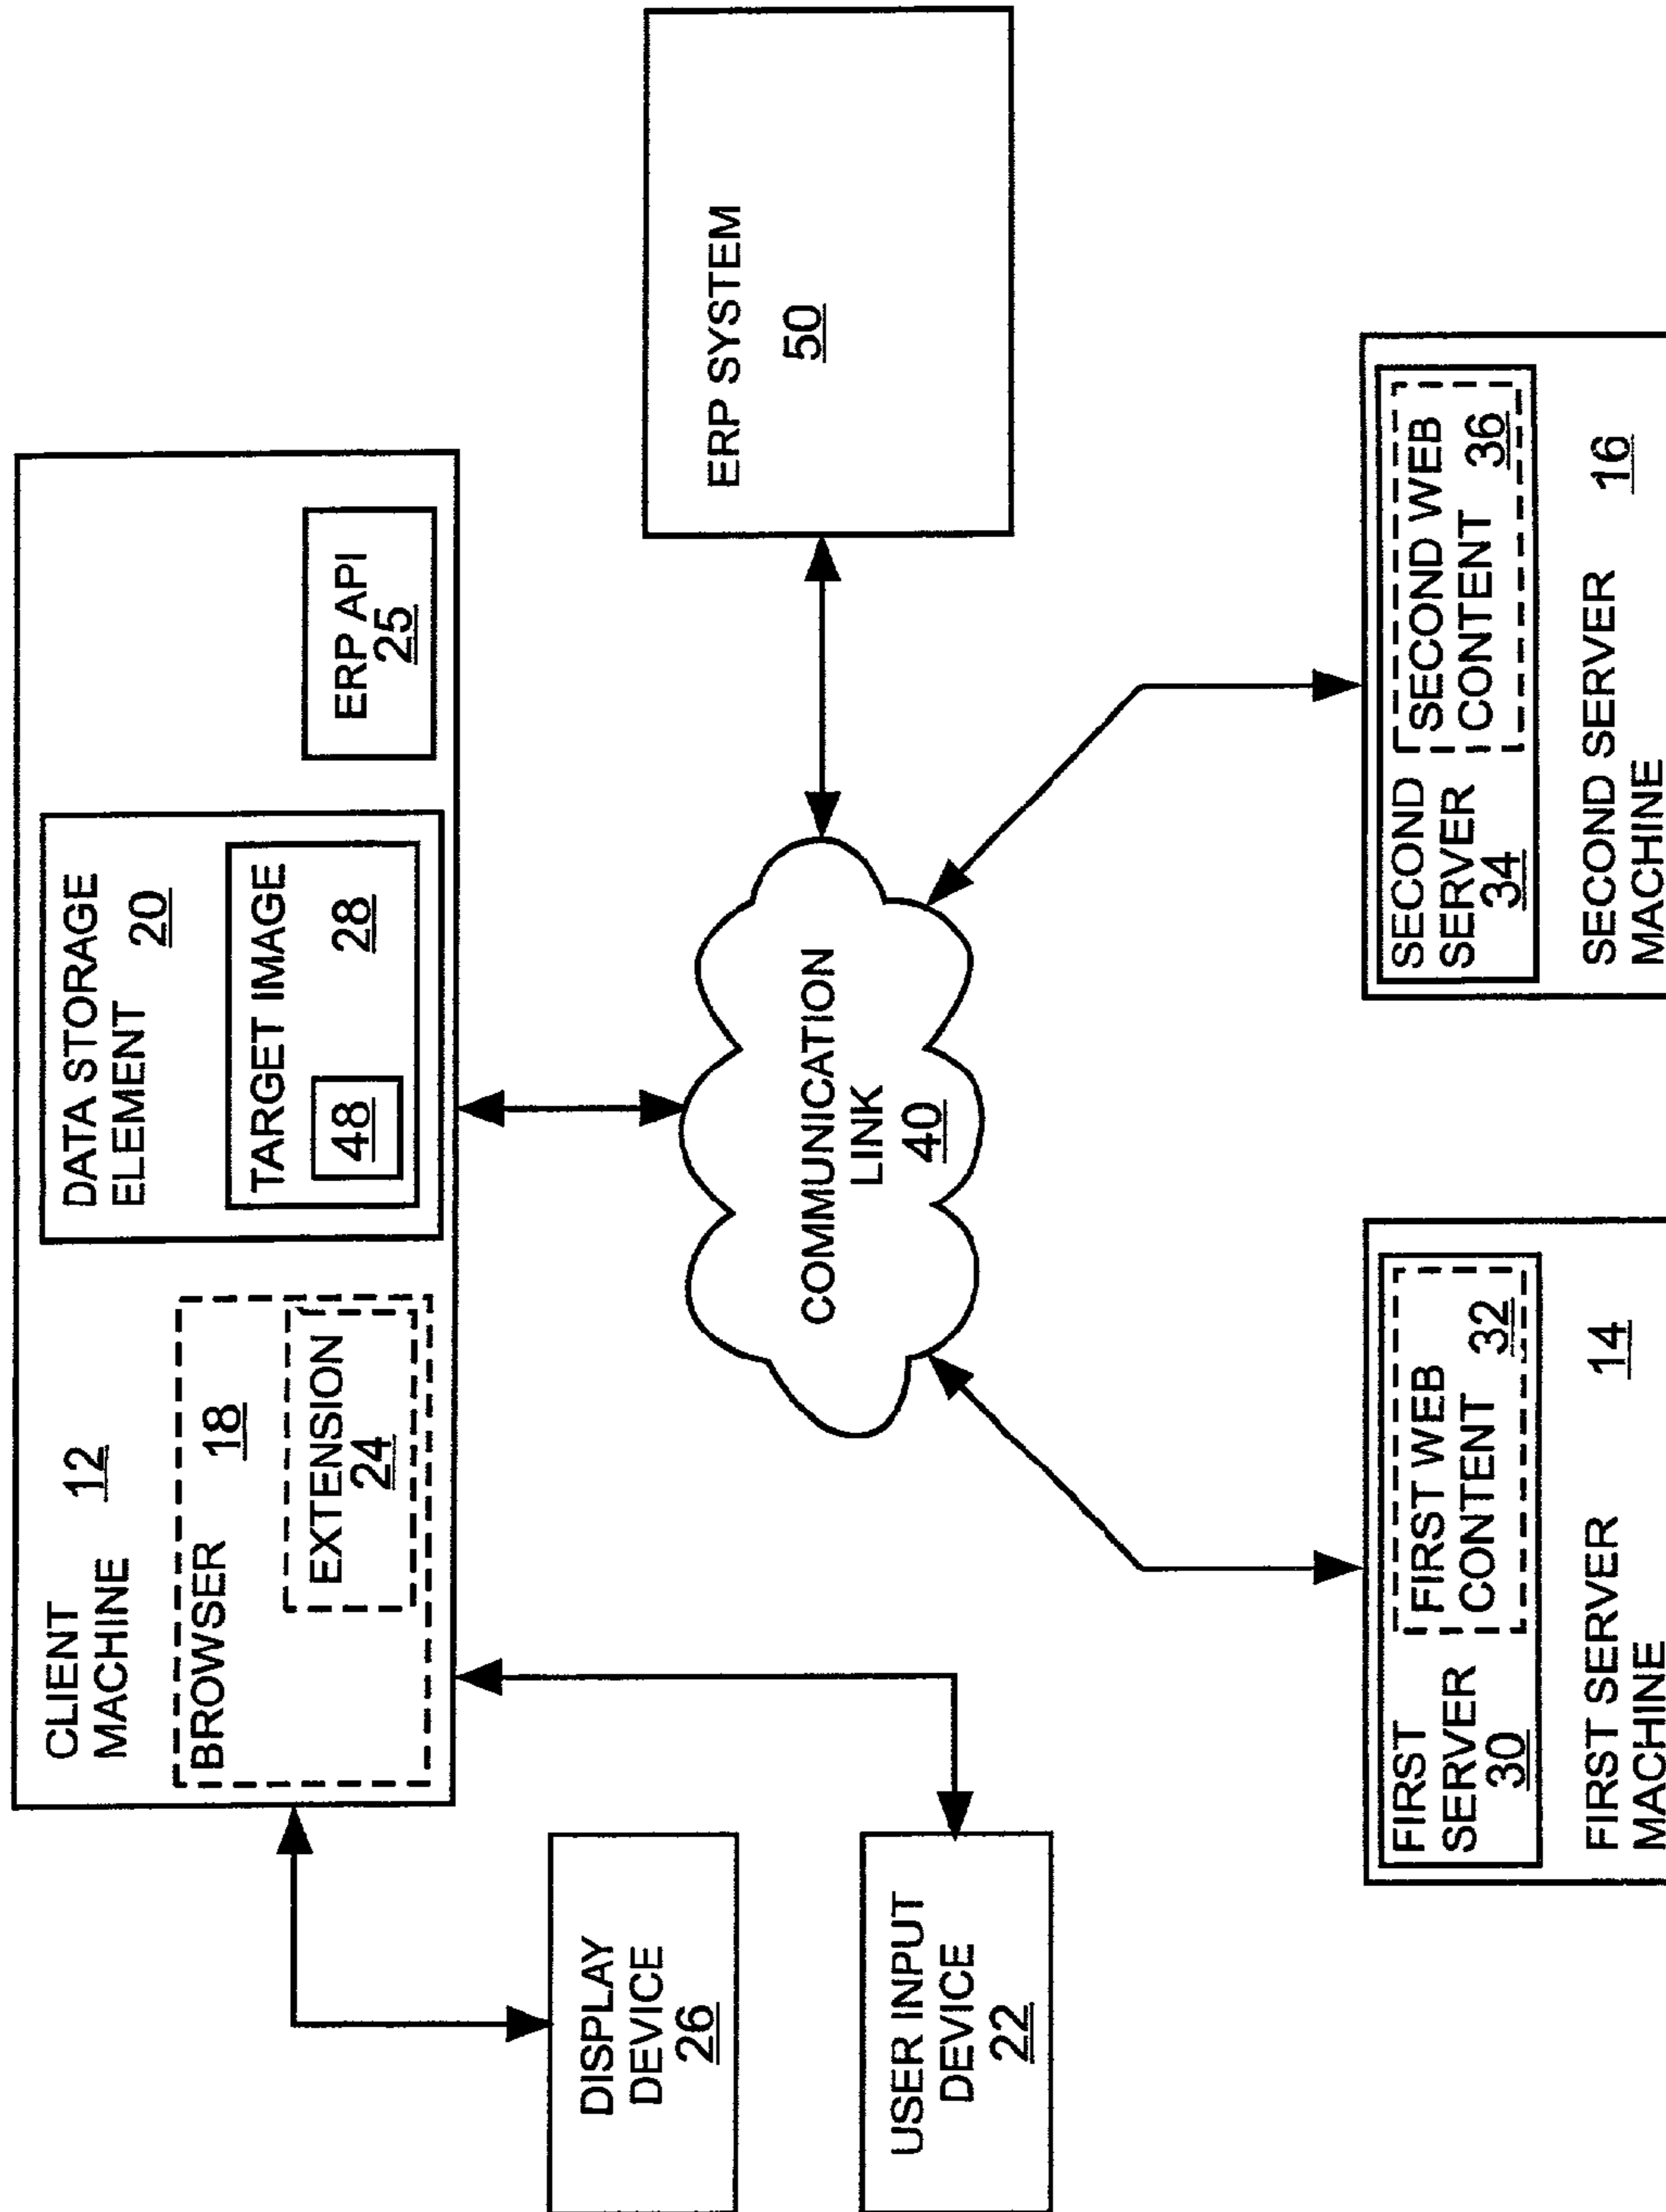 CLIENT
MACHINE 12
BROWSER
18
EXTENSION
24
DATA STORAGE
ELEMENT 20
TARGET IMAGE
48 28
ERP API
25
DISPLAY
DEVICE
26
USER INPUT
DEVICE
22
COMMUNICATION
LINK
40
ERP SYSTEM
50
FIRST
SERVER
30
FIRST WEB
CONTENT 32
FIRST SERVER
MACHINE 14
SECOND
SERVER
34
SECOND WEB
CONTENT 36
SECOND SERVER
MACHINE 16